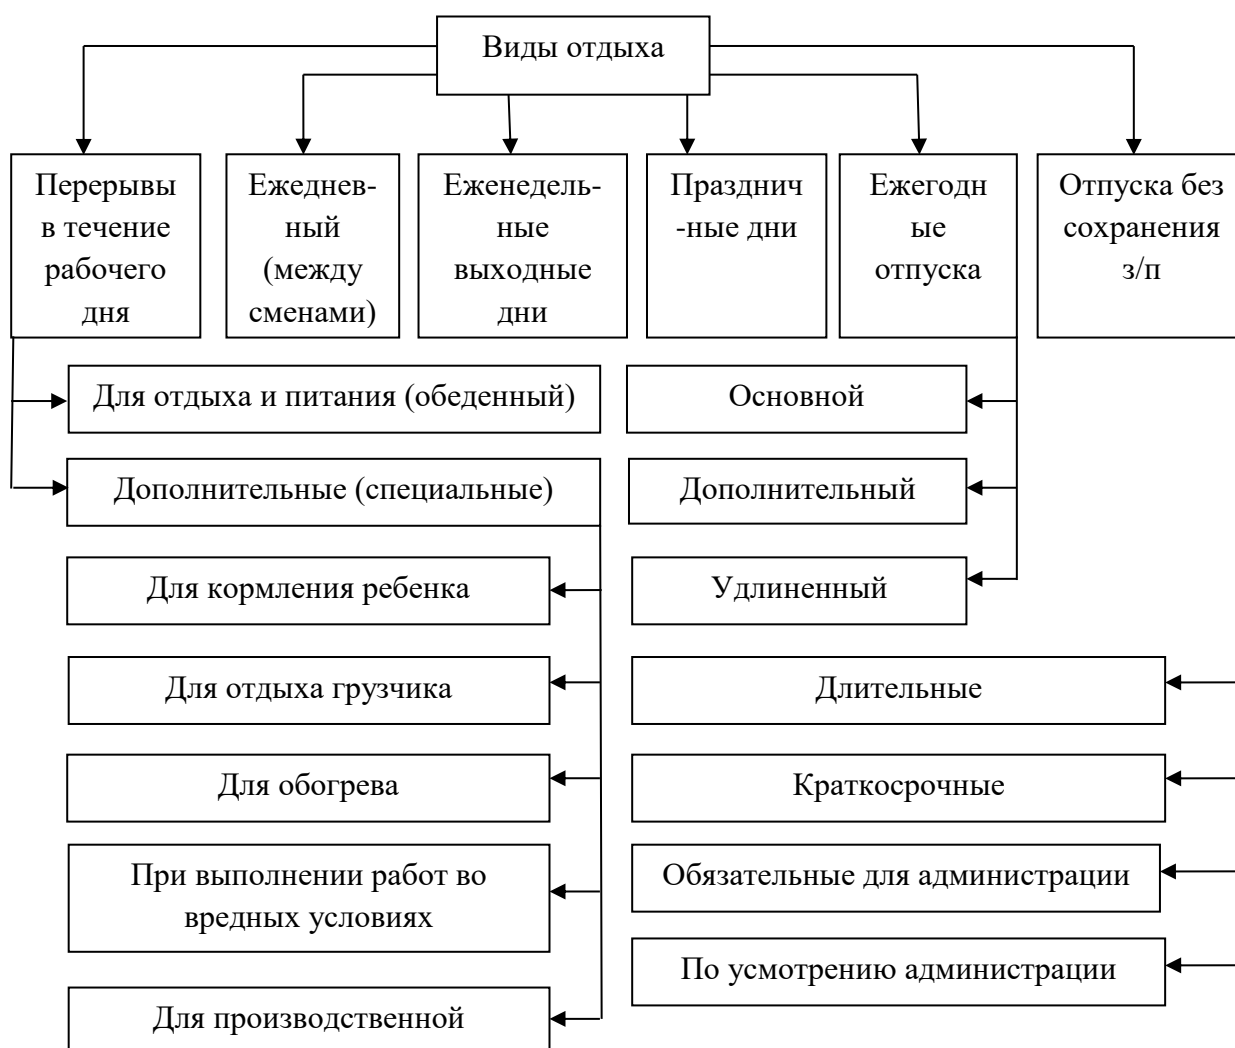 Виды отдыха
Перерывы
в течение
рабочего
дня
Ежеднев-
ный
(между
сменами)
Еженедель-
ные
выходные
дни
Празднич
-ные дни
Ежегодн
ые
отпуска
Отпуска без
сохранения
з/п
Для отдыха и питания (обеденный)
Дополнительные (специальные)
Для кормления ребенка
Для отдыха грузчика
Для обогрева
При выполнении работ во
вредных условиях
Для производственной
Основной
Дополнительный
Удлиненный
Длительные
Краткосрочные
Обязательные для администрации
По усмотрению администрации